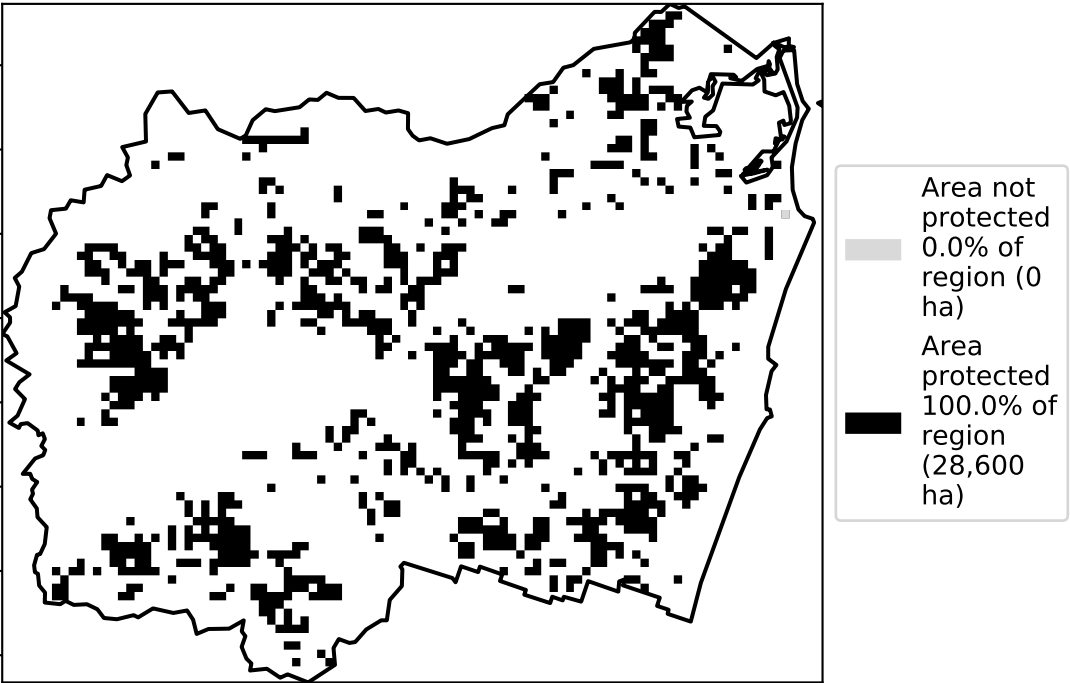 Area not
protected
0.0% of
region (0
ha)
Area
protected
100.0% of
region
(28,600
ha)